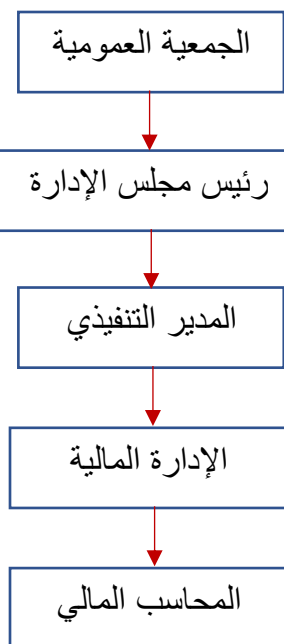 الجمعية العمومية
رئيس مجلس الإدارة
المدير التنفيذي
الإدارة المالية
المحاسب المالي